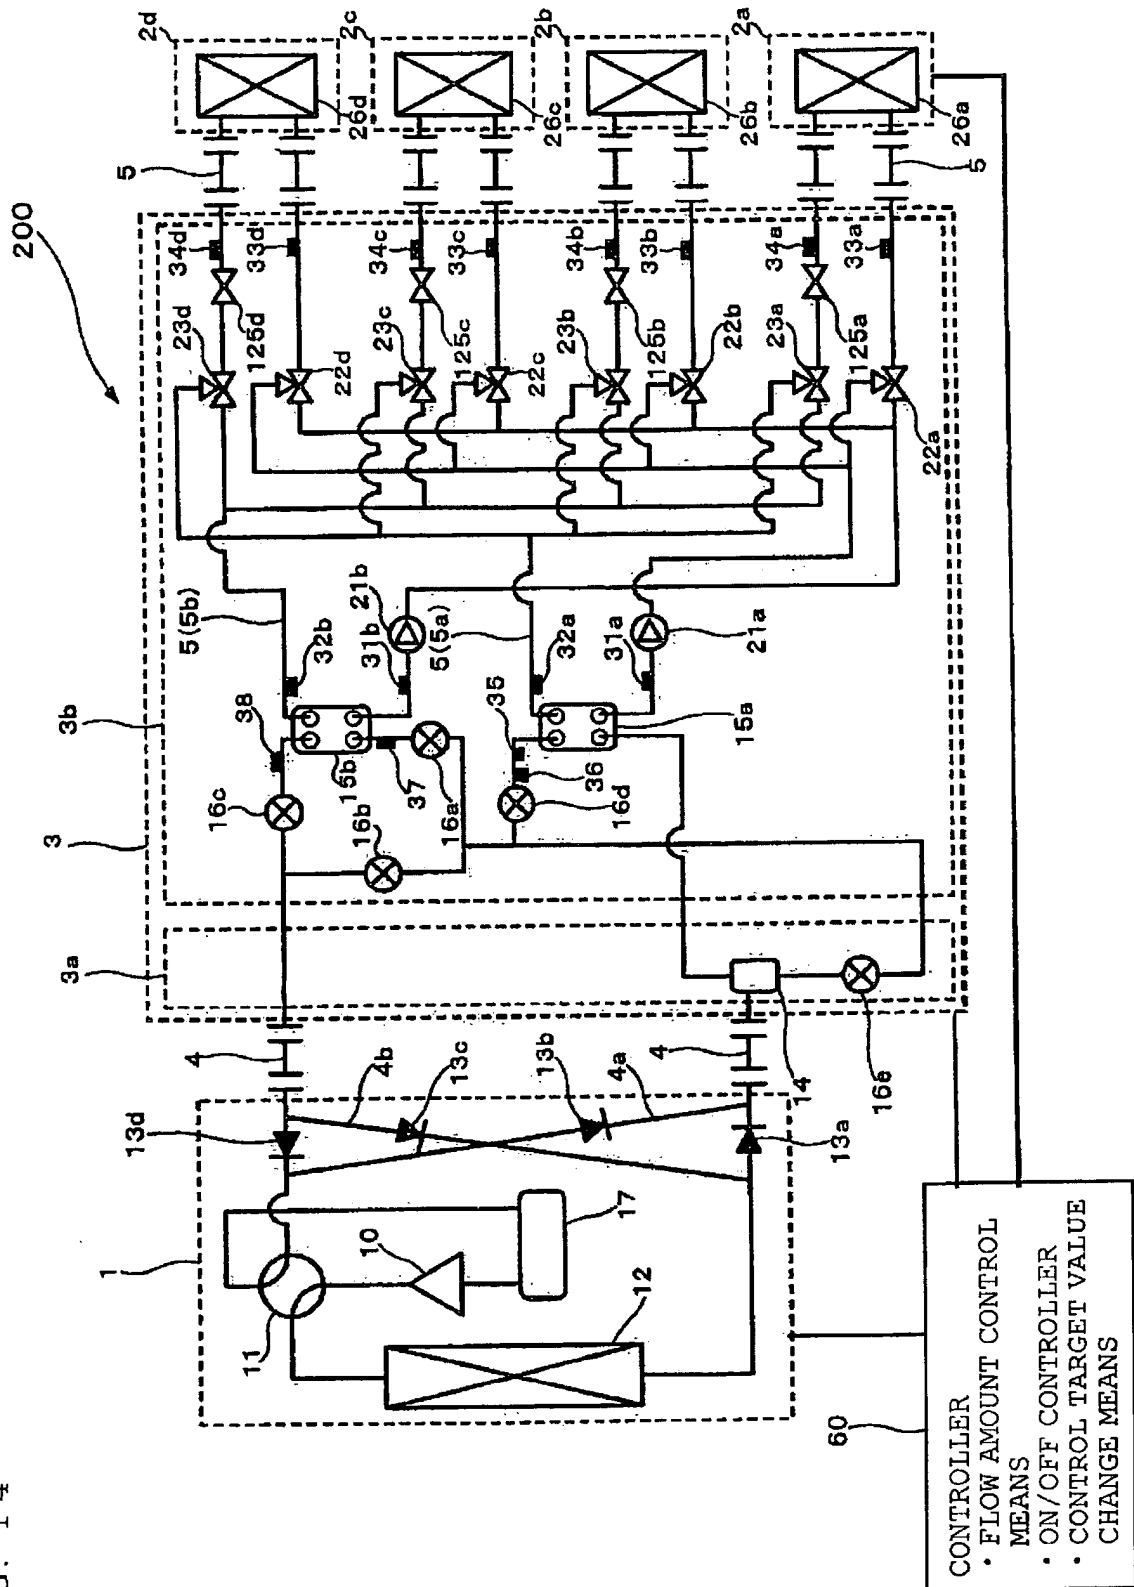 14
200
1
10
11
12
17
13d
13c
13b
13a
4b
4a
4
4
3
3a
3b
14
16e
16c
16b
16a
16d
38
37
36
35
15b
15a
32b
31b
32a
31a
21b
21a
5(5b)
5(5a)
23d
22d
23c
22c
23b
22b
23a
22a
125d
125c
125b
125a
34d
33d
34c
33c
34b
33b
34a
33a
5
5
26d
26c
26b
26a
2d
2c
2b
2a
60
CONTROLLER
・FLOW AMOUNT CONTROL
MEANS
・ON/OFF CONTROLLER
・CONTROL TARGET VALUE
CHANGE MEANS